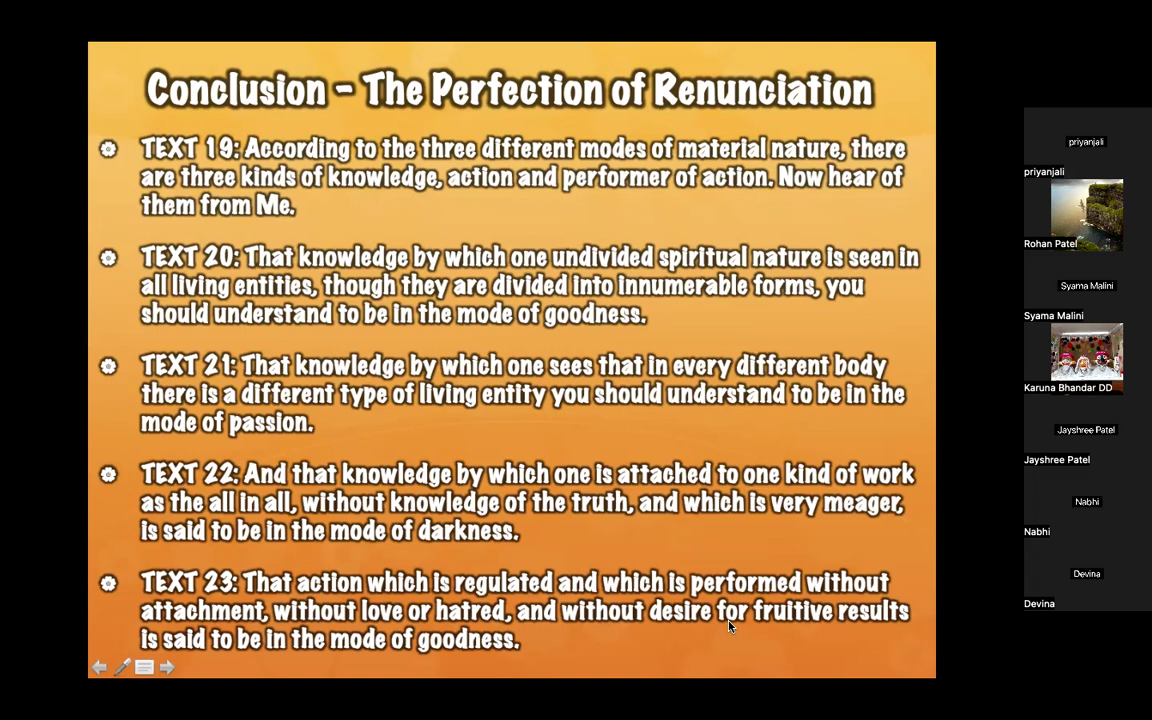 Conclusion - The Perfection of Renunciation
TEXT 19: According to the three different modes of material nature, there
are three kinds of knowledge, action and performer of action. Now hear of
them from Me.
TEXT 20: That knowledge by which one undivided spiritual nature is seen in
all living entities, though they are divided into innumerable forms, you
should understand to be in the mode of goodness.
TEXT 21: That knowledge by which one sees that in every different body
there is a different type of living entity you should understand to be in the
mode of passion.
TEXT 22: And that knowledge by which one is attached to one kind of work
as the all in all, without knowledge of the truth, and which is very meager,
is said to be in the mode of darkness.
TEXT 23: That action which is regulated and which is performed without
attachment, without love or hatred, and without desire for fruitive results
is said to be in the mode of goodness.
priyanjali
priyanjali
Rohan Patel
Syama Malini
Syama Malini
Karuna Bhandar DD
Jayshree Patel
Jayshree Patel
Nabhi
Nabhi
Devina
Devina